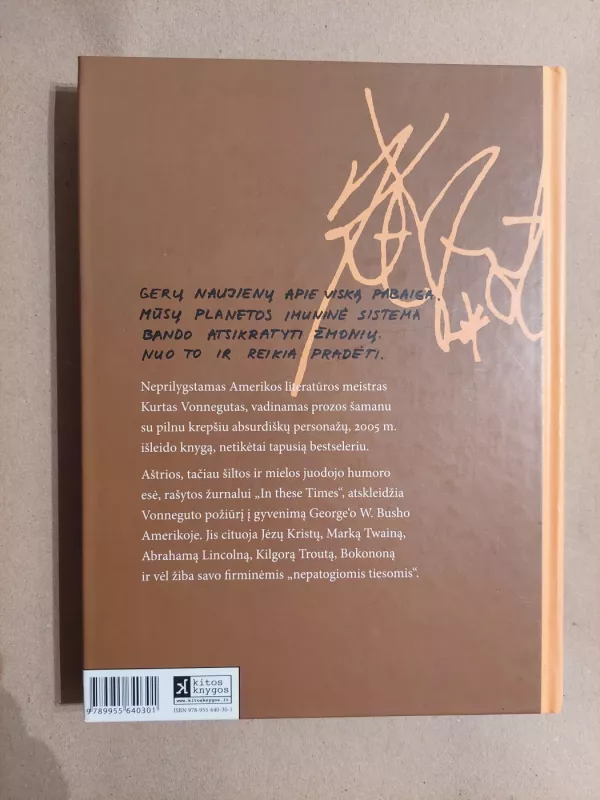 GERŲ NAUJIENŲ APIE VISKĄ PABAIGA.
MŪSŲ PLANETOS IMUNINĖ SISTEMA
BANDO ATSIKRATYTI ŽMONIŲ.
NUO TO IR REIKIA PRADĖTI.
Neprilygstamas Amerikos literatūros meistras
Kurtas Vonnegutas, vadinamas prozos šamanu
su pilnu krepšiu absurdiškų personažų, 2005 m.
išleido knygą, netikėtai tapusią bestseleriu.
Aštrios, tačiau šiltos ir mielos juodojo humoro
esė, rašytos žurnalui „In these Times“, atskleidžia
Vonneguto požiūrį į gyvenimą George'o W. Busho
Amerikoje. Jis cituoja Jėzų Kristų, Marką Twainą,
Abrahamą Lincolną, Kilgorą Troutą, Bokononą
ir vėl žiba savo firminėmis „nepatogiomis tiesomis“.
kitos
knygos
www.kitosknygos.lt
ISBN 978-955-640-30-1
9789955640301